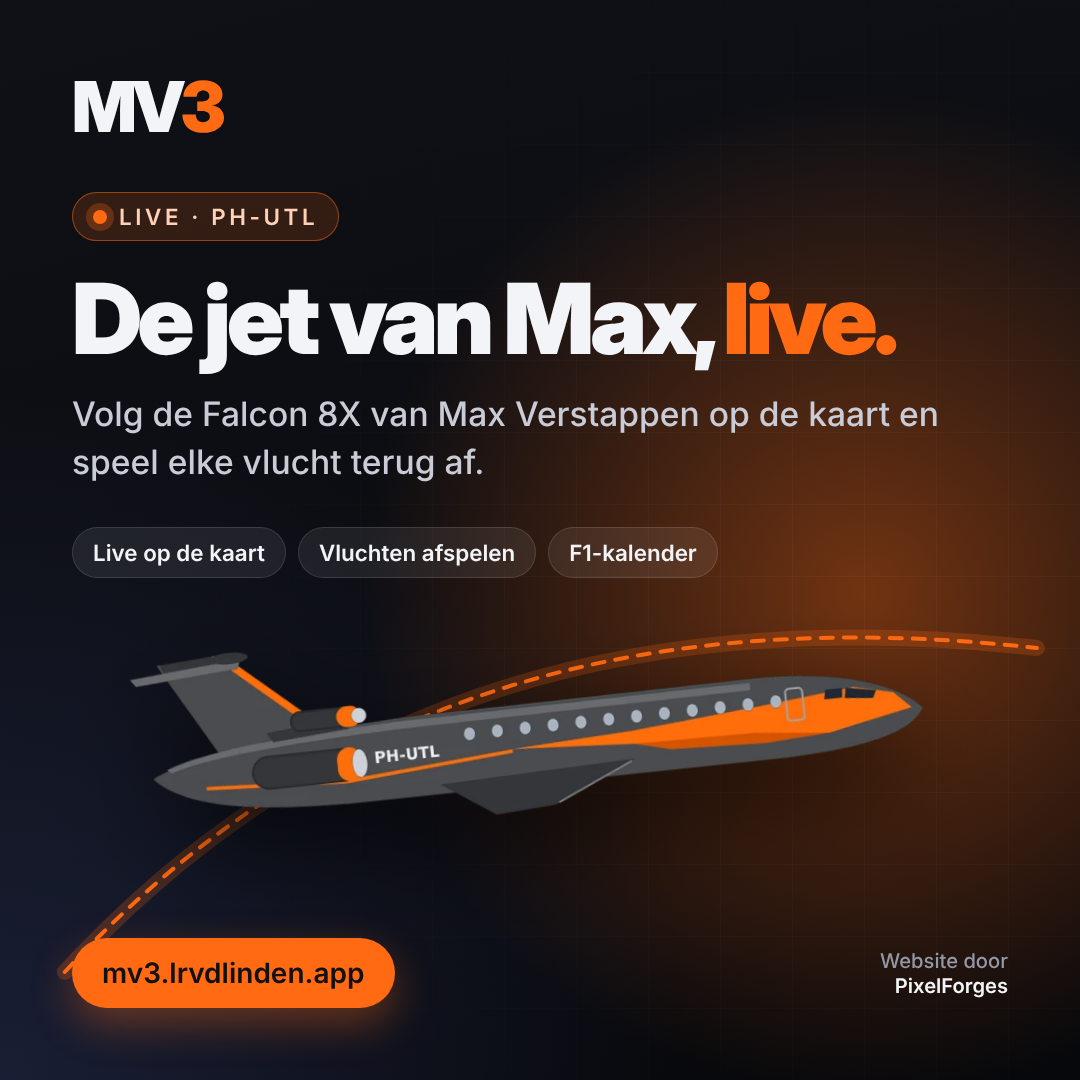 MV3
LIVE · PH-UTL
De jet van Max, live.
Volg de Falcon 8X van Max Verstappen op de kaart en
speel elke vlucht terug af.
Live op de kaart
Vluchten afspelen
F1-kalender
PH-UTL
mv3.lrvdlinden.app
Website door
PixelForges